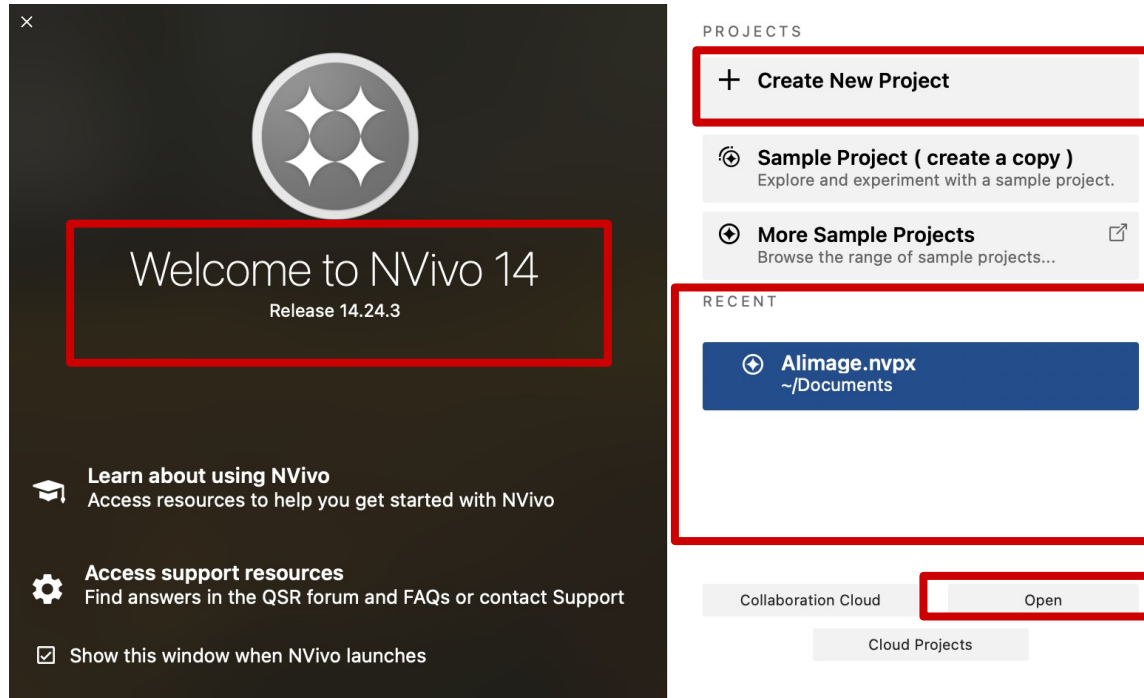 Welcome to NVivo 14
Release 14.24.3
Learn about using NVivo
Access resources to help you get started with NVivo
Access support resources
Find answers in the QSR forum and FAQs or contact Support
Show this window when NVivo launches
PROJECTS
Create New Project
Sample Project ( create a copy )
Explore and experiment with a sample project.
More Sample Projects
Browse the range of sample projects...
RECENT
AIimage.nvpx
~/Documents
Collaboration Cloud
Open
Cloud Projects